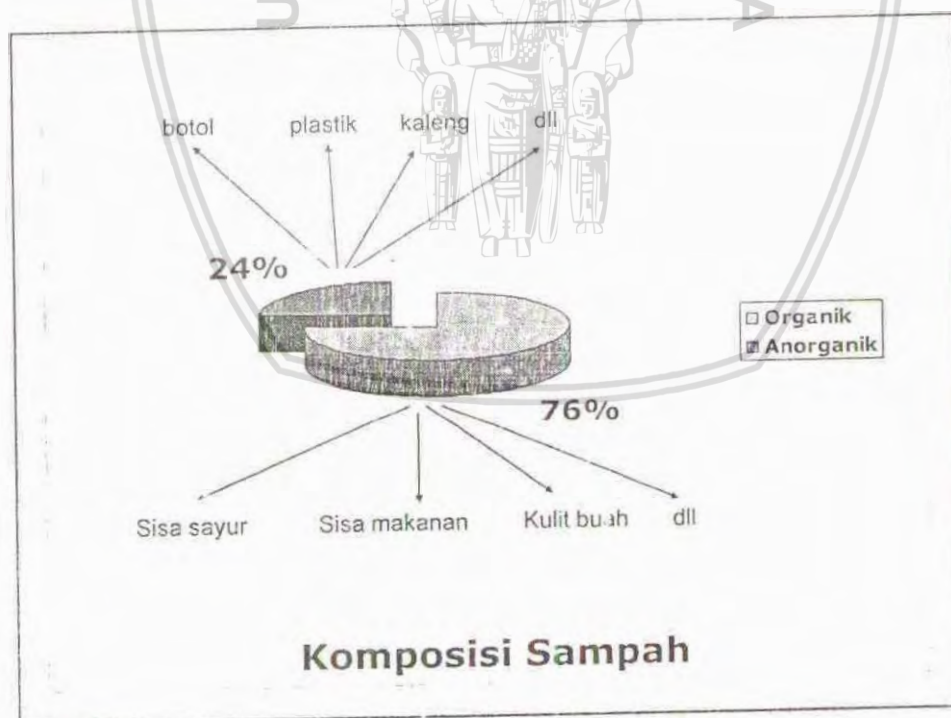 botol plastik kaleng dll
24%
Organik
Anorganik
76%
Sisa sayur Sisa makanan Kulit buah dll
Komposisi Sampah